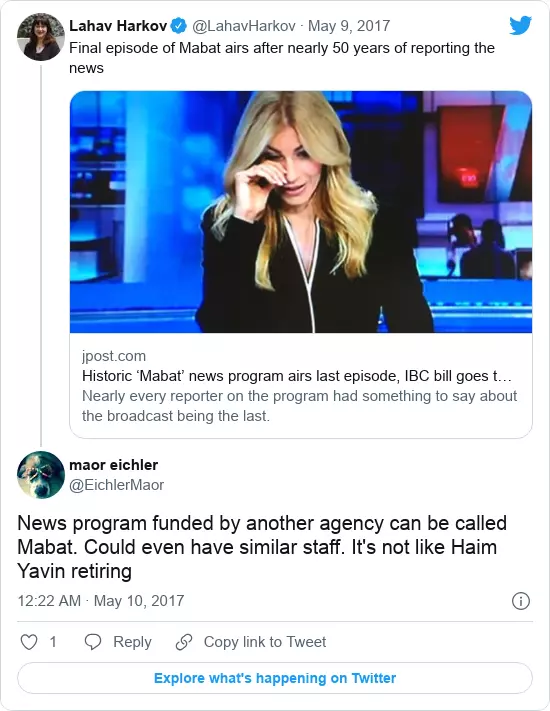 Lahav Harkov @LahavHarkov · May 9, 2017
Final episode of Mabat airs after nearly 50 years of reporting the
news
jpost.com
Historic ‘Mabat’ news program airs last episode, IBC bill goes t…
Nearly every reporter on the program had something to say about
the broadcast being the last.
maor eichler
@EichlerMaor
News program funded by another agency can be called
Mabat. Could even have similar staff. It's not like Haim
Yavin retiring
12:22 AM · May 10, 2017
1 Reply Copy link to Tweet
Explore what's happening on Twitter